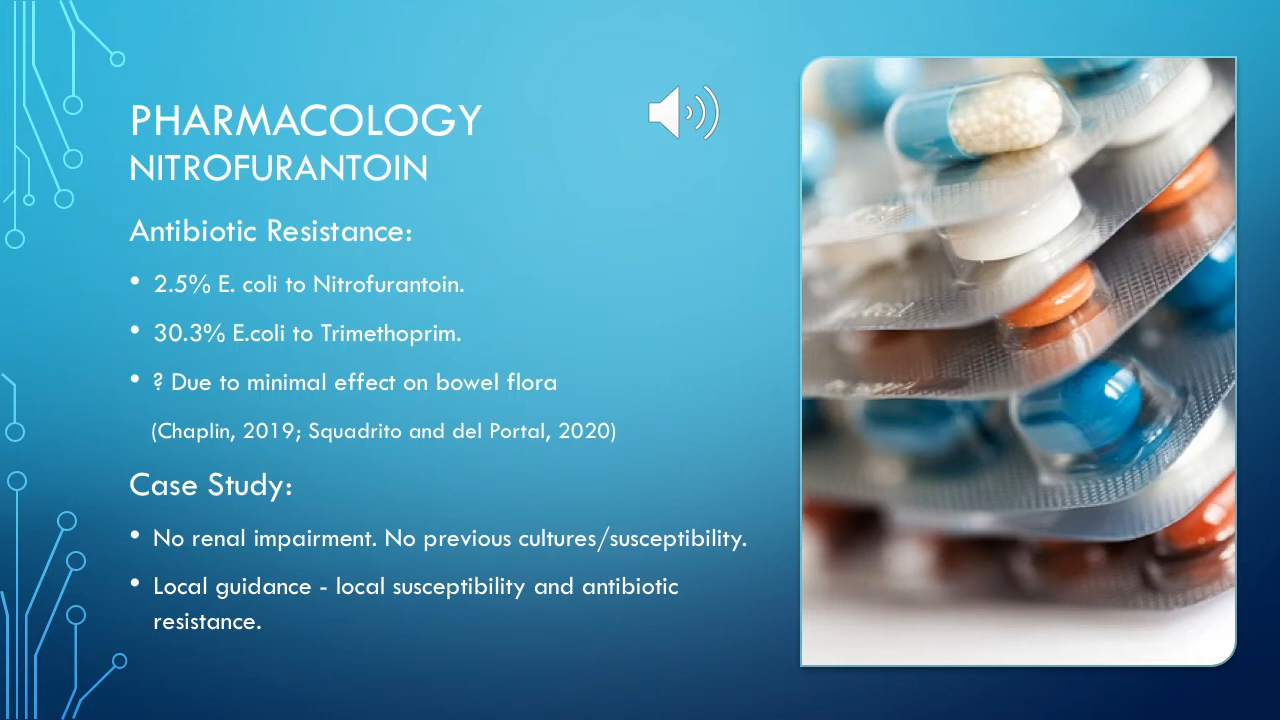 PHARMACOLOGY
NITROFURANTOIN
Antibiotic Resistance:
• 2.5% E. coli to Nitrofurantoin.
• 30.3% E.coli to Trimethoprim.
• ? Due to minimal effect on bowel flora
(Chaplin, 2019; Squadrito and del Portal, 2020)
Case Study:
• No renal impairment. No previous cultures/susceptibility.
• Local guidance - local susceptibility and antibiotic
resistance.